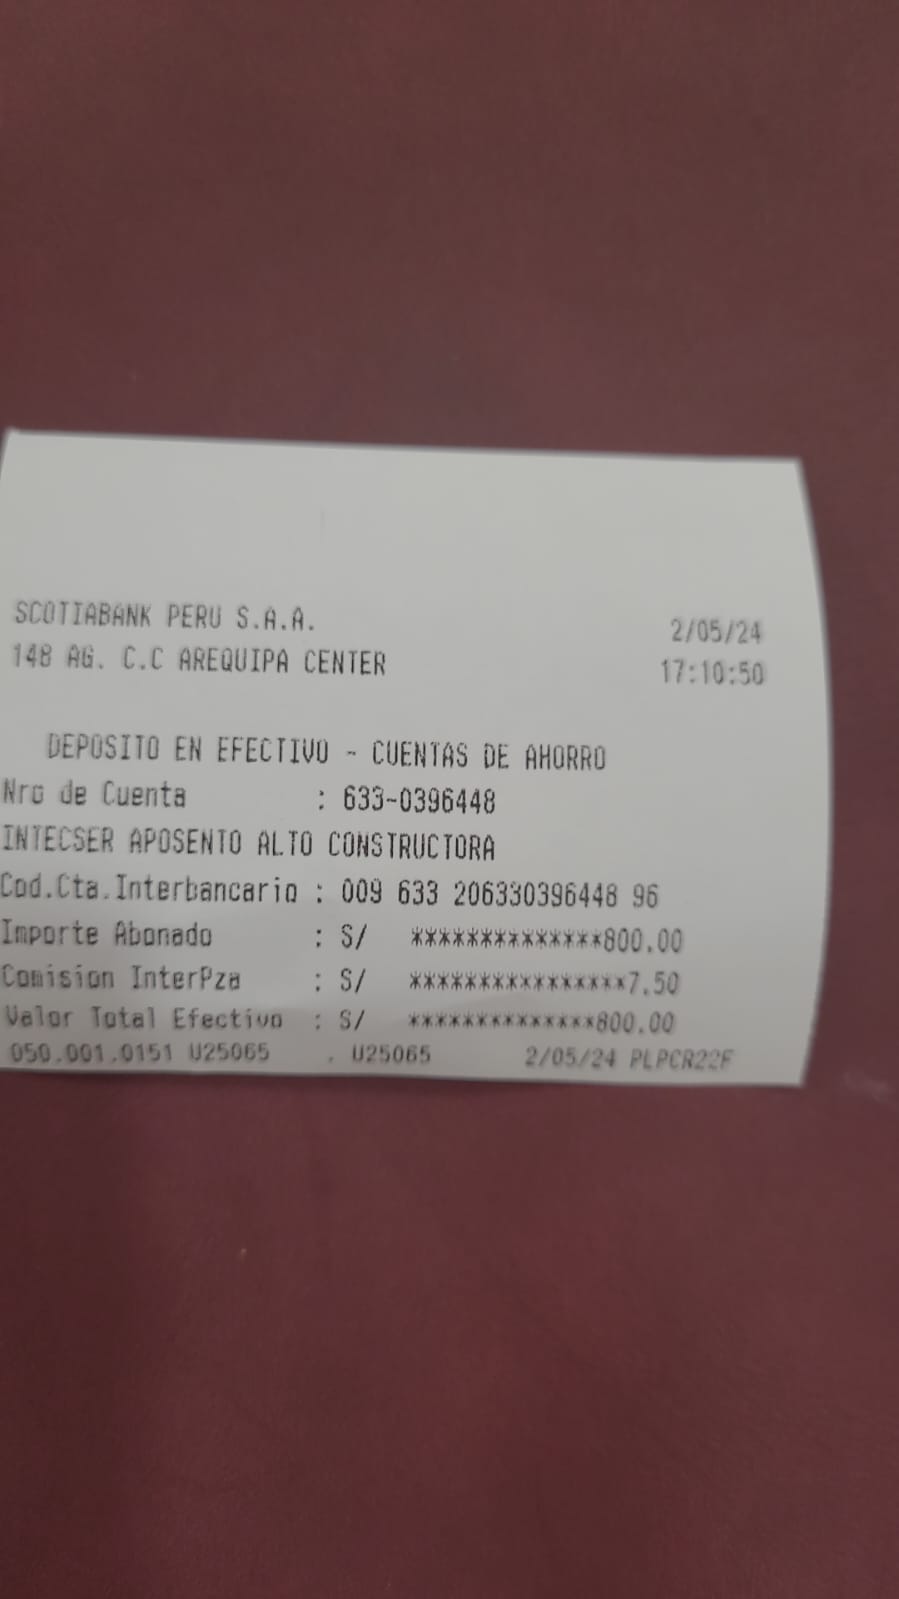 SCOTIABANK PERU S.A.A. 2/05/24
148 AG. C.C AREQUIPA CENTER 17:10:50
DEPOSITO EN EFECTIVO - CUENTAS DE AHORRO
Nro de Cuenta : 633-0396448
INTECSER APOSENTO ALTO CONSTRUCTORA
Cod.Cta.Interbancario : 009 633 206330396448 96
Importe Abonado : S/ **************800.00
Comision InterPza : S/ ****************7.50
Valor Total Efectivo : S/ **************800.00
050.001.0151 U25065 . U25065 2/05/24 PLPCR22F